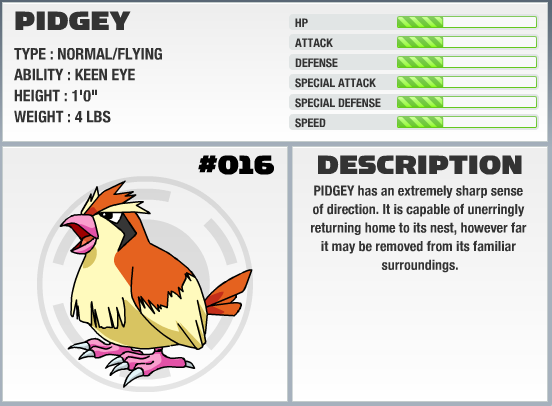 PIDGEY
TYPE : NORMAL/FLYING
ABILITY : KEEN EYE
HEIGHT : 1'0"
WEIGHT : 4 LBS
HP
ATTACK
DEFENSE
SPECIAL ATTACK
SPECIAL DEFENSE
SPEED
#016
DESCRIPTION
PIDGEY has an extremely sharp sense
of direction. It is capable of unerringly
returning home to its nest, however far
it may be removed from its familiar
surroundings.